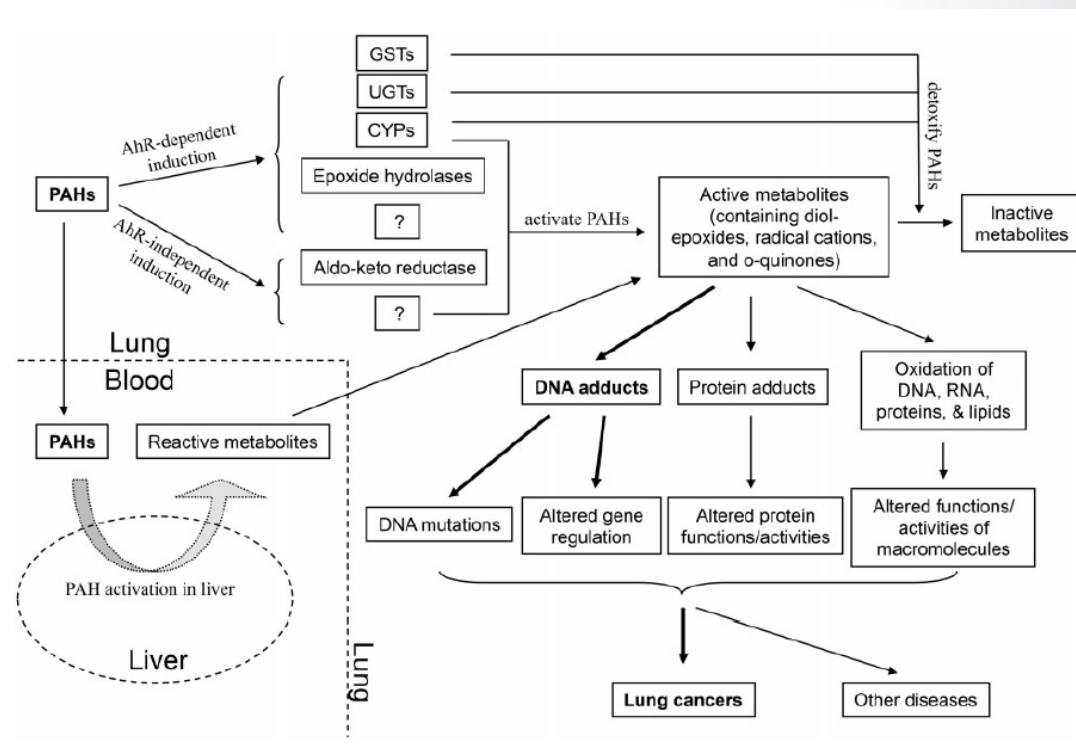 GSTs
UGTs
CYPs
Epoxide hydrolases
?
Aldo-keto reductase
?
PAHs
AhR-dependent
induction
AhR-independent
induction
activate PAHs
detoxify PAHs
Active metabolites
(containing diol-
epoxides, radical cations,
and o-quinones)
Inactive
metabolites
Lung
Blood
PAHs
Reactive metabolites
PAH activation in liver
Liver
Lung
DNA adducts
Protein adducts
Oxidation of
DNA, RNA,
proteins, & lipids
DNA mutations
Altered gene
regulation
Altered protein
functions/activities
Altered functions/
activities of
macromolecules
Lung cancers
Other diseases